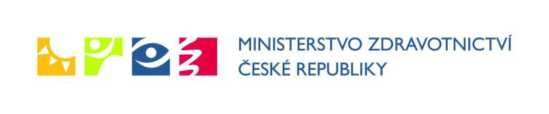 MINISTERSTVO ZDRAVOTNICTVÍ
ČESKÉ REPUBLIKY